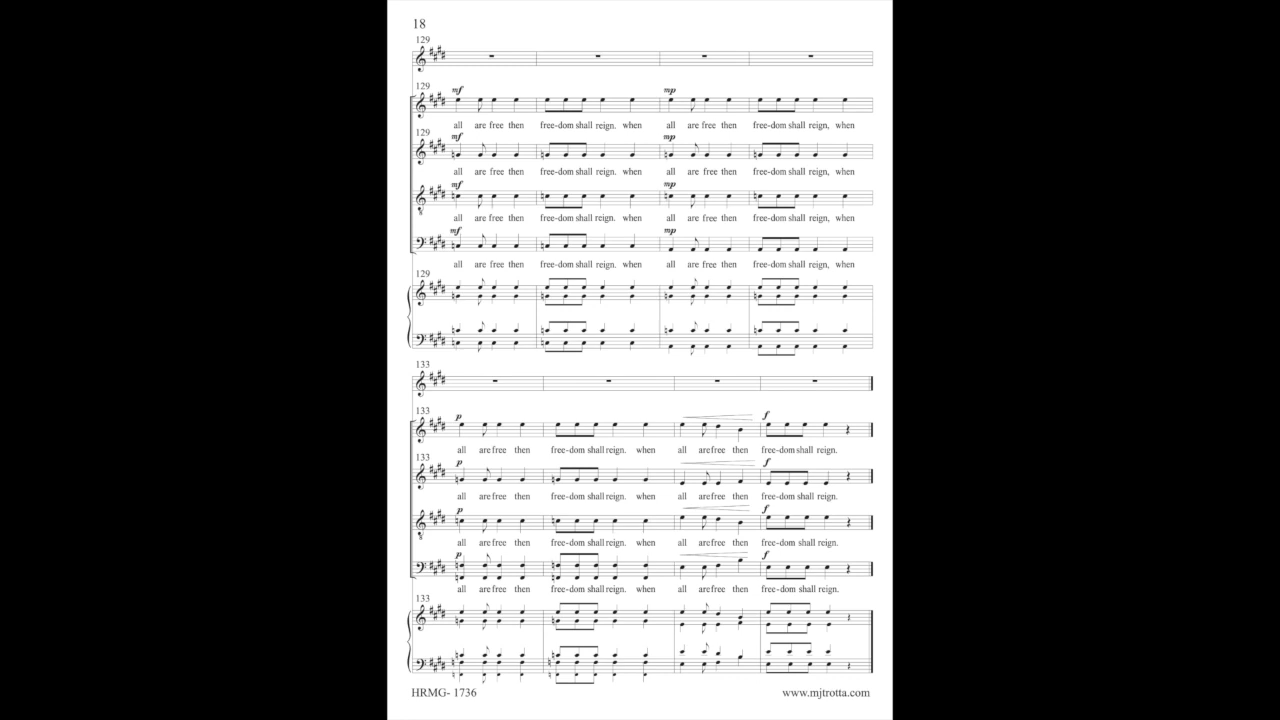 18
129
129
mf mp
all are free then free-dom shall reign. when all are free then free-dom shall reign, when
129
mf mp
all are free then free-dom shall reign. when all are free then free-dom shall reign, when
mf mp
all are free then free-dom shall reign. when all are free then free-dom shall reign, when
mf mp
all are free then free-dom shall reign. when all are free then free-dom shall reign, when
129
133
133
p f
all are free then free-dom shall reign. when all are free then free-dom shall reign.
133
p f
all are free then free-dom shall reign. when all are free then free-dom shall reign.
p f
all are free then free-dom shall reign. when all are free then free-dom shall reign.
p f
all are free then free-dom shall reign. when all are free then free-dom shall reign.
133
HRMG- 1736 www.mjtrotta.com